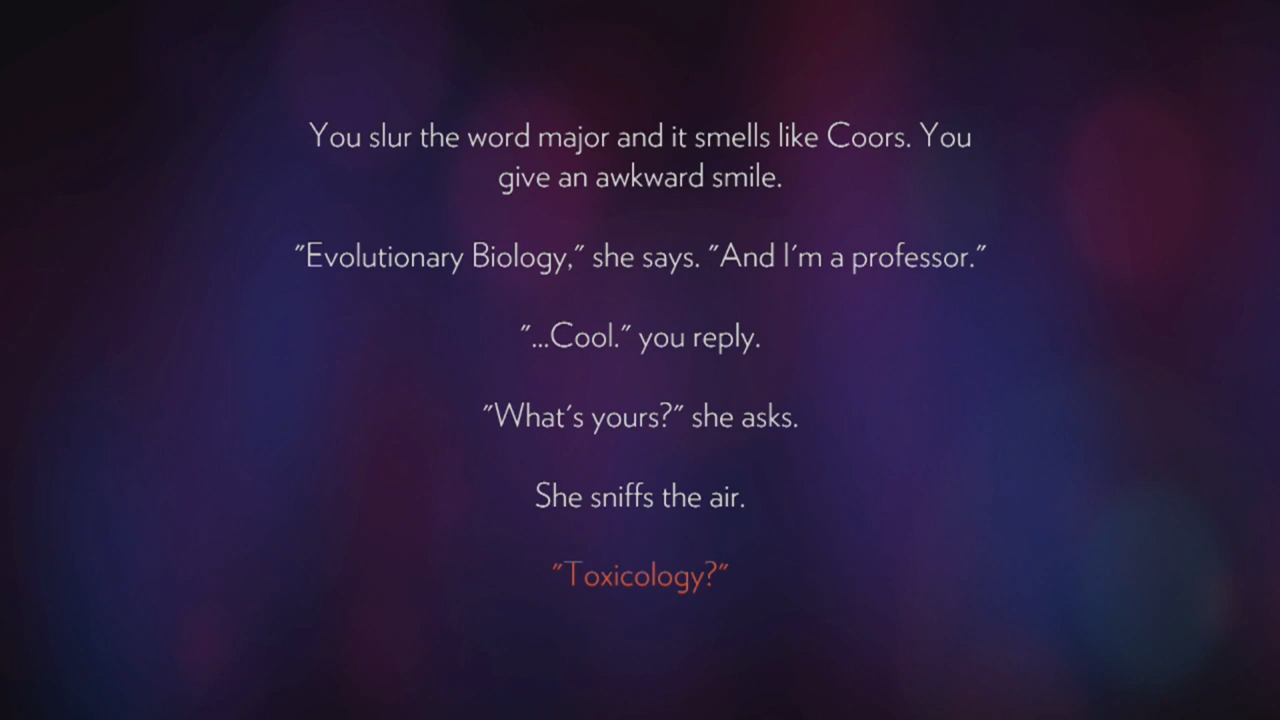 You slur the word major and it smells like Coors. You
give an awkward smile.
"Evolutionary Biology," she says. "And I'm a professor."
"...Cool." you reply.
"What's yours?" she asks.
She sniffs the air.
"Toxicology?"